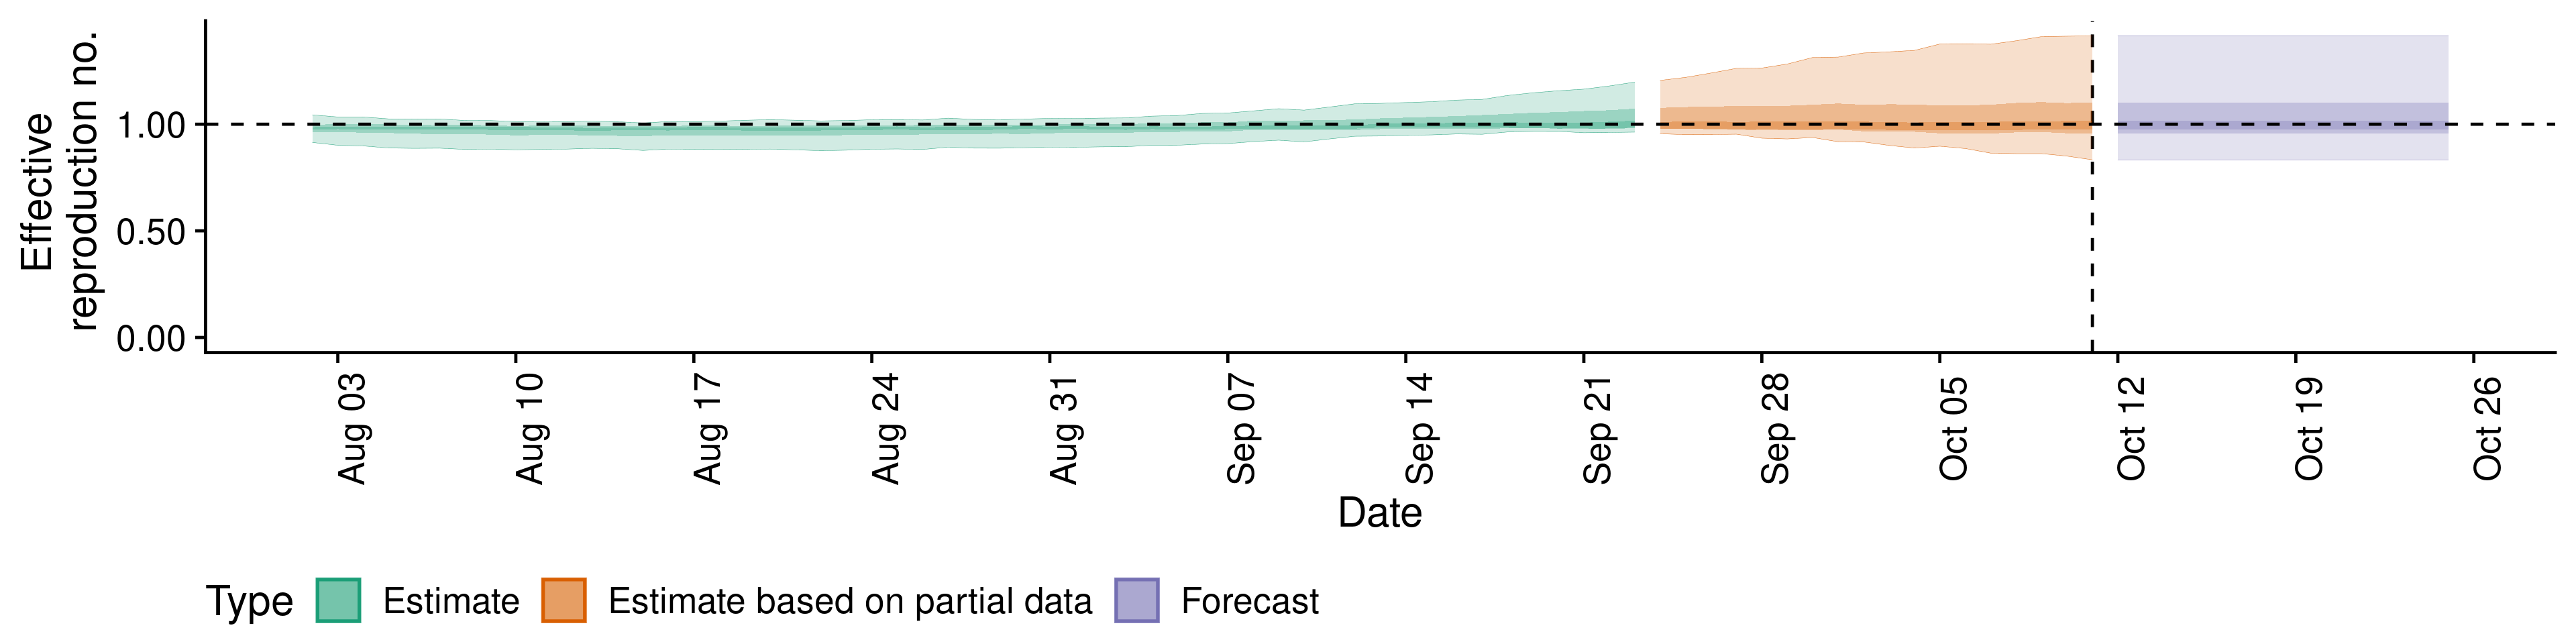 Effective
reproduction no.
1.00
0.50
0.00
Aug 03
Aug 10
Aug 17
Aug 24
Aug 31
Sep 07
Sep 14
Sep 21
Sep 28
Oct 05
Oct 12
Oct 19
Oct 26
Date
Type Estimate Estimate based on partial data Forecast